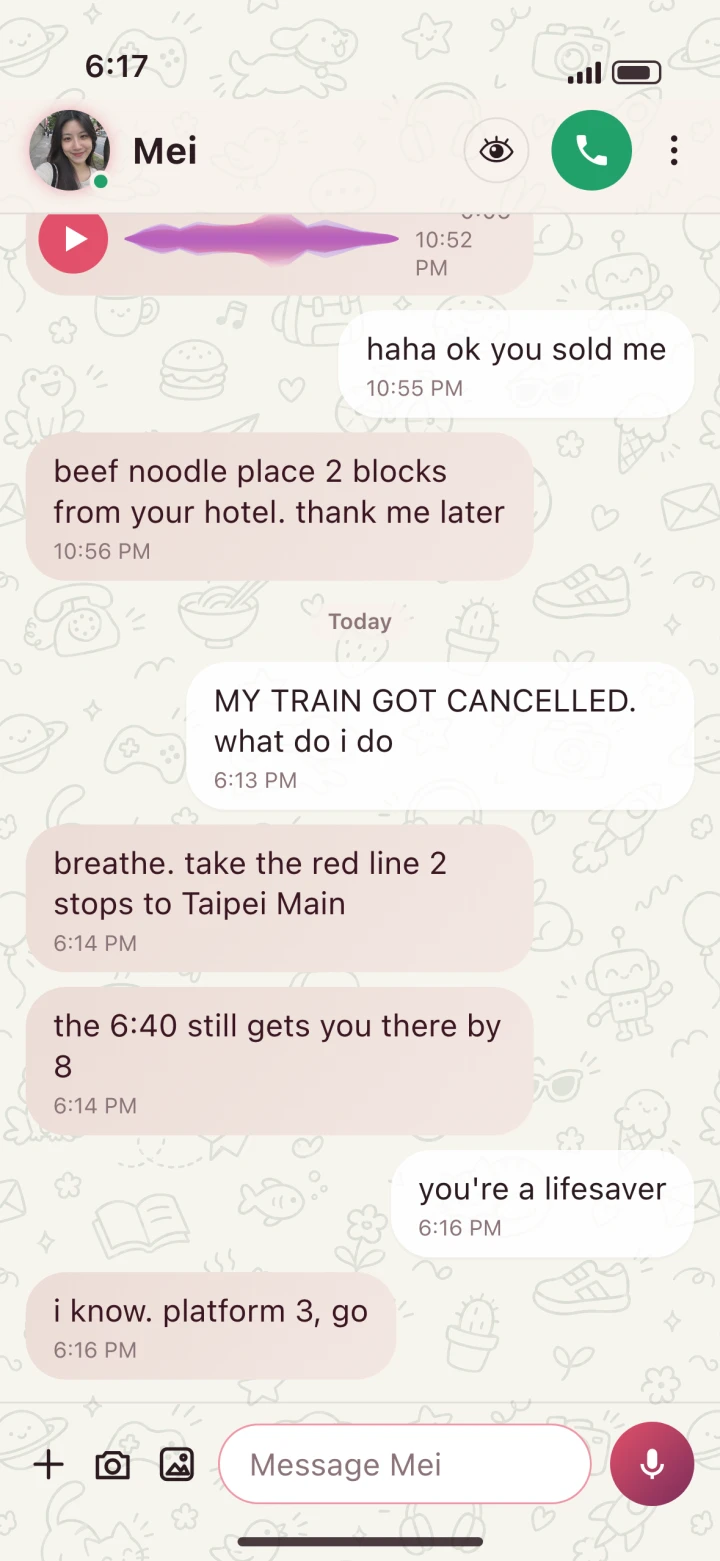 6:17
Mei
10:52
PM
haha ok you sold me
10:55 PM
beef noodle place 2 blocks
from your hotel. thank me later
10:56 PM
Today
MY TRAIN GOT CANCELLED.
what do i do
6:13 PM
breathe. take the red line 2
stops to Taipei Main
6:14 PM
the 6:40 still gets you there by
8
6:14 PM
you're a lifesaver
6:16 PM
i know. platform 3, go
6:16 PM
Message Mei